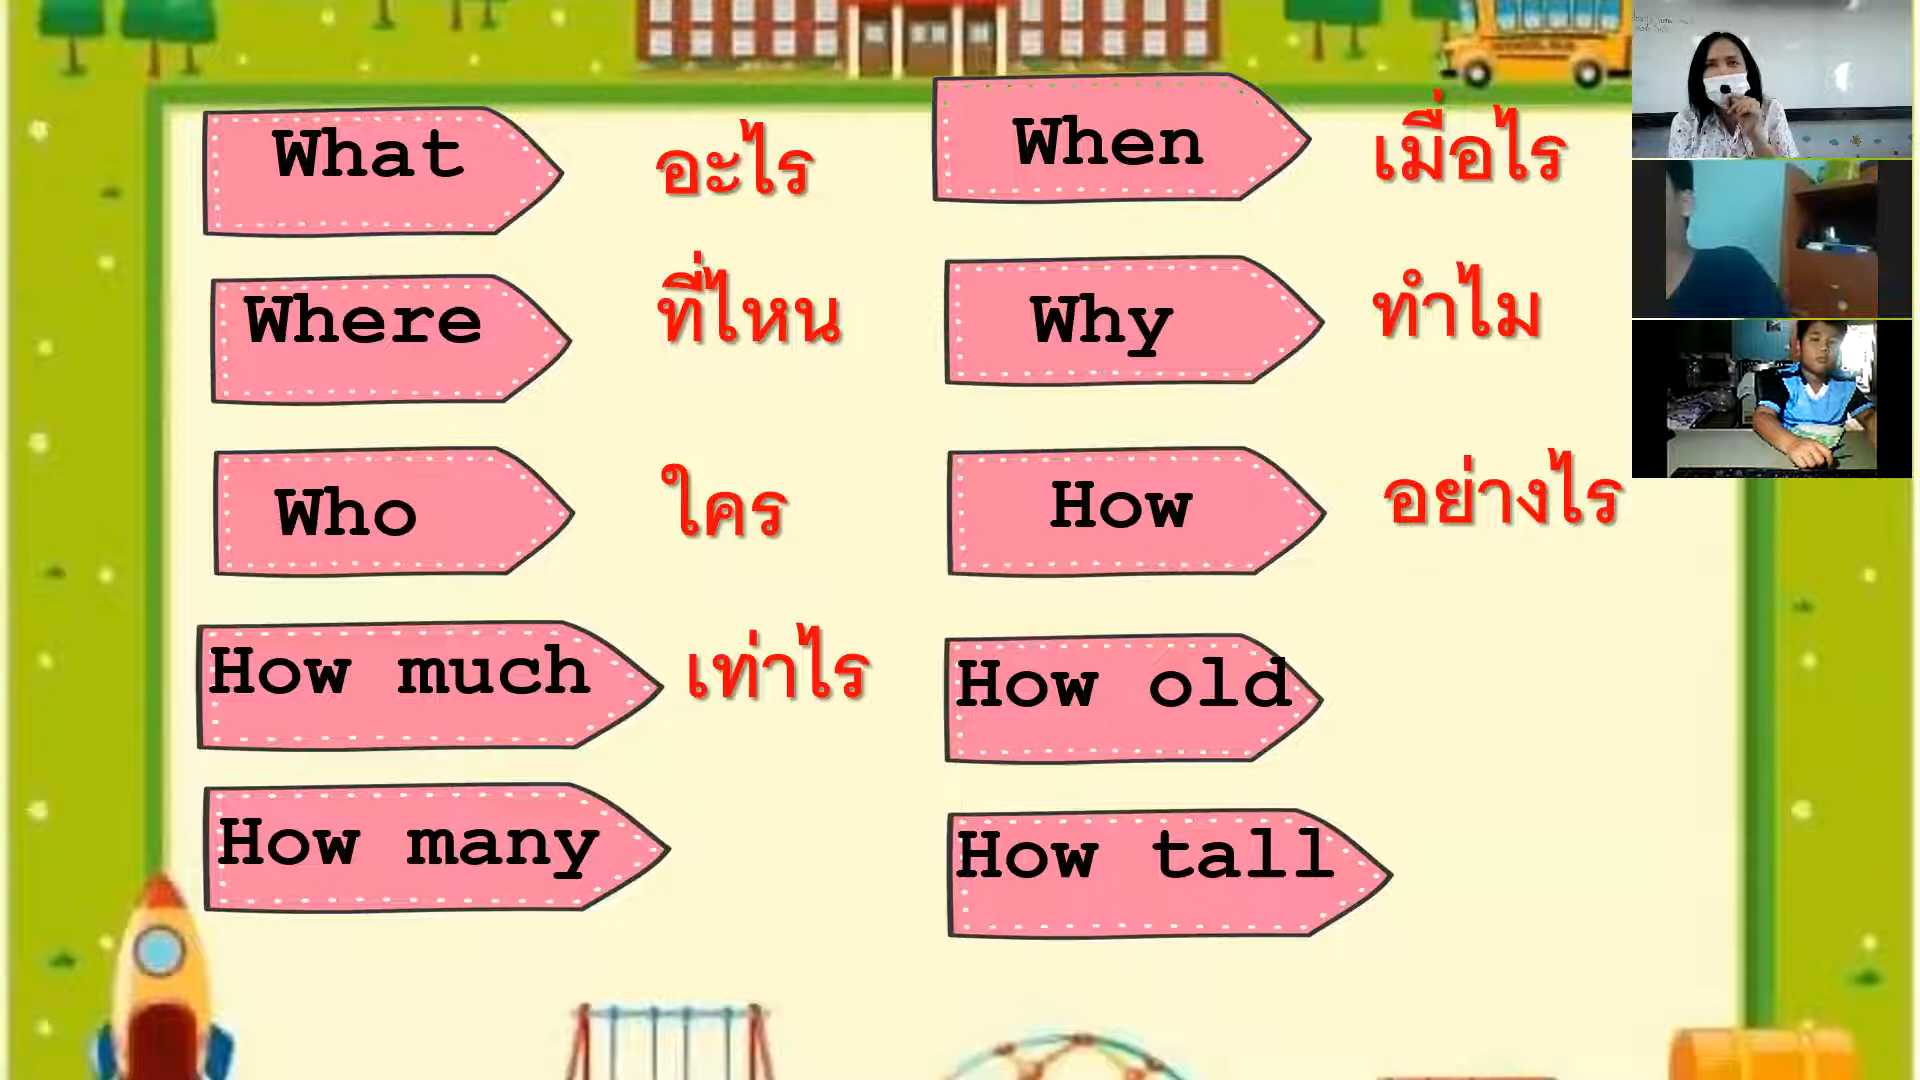 What อะไร
When เมื่อไร
Where ที่ไหน
Why ทำไม
Who ใคร
How อย่างไร
How much เท่าไร
How old
How many
How tall